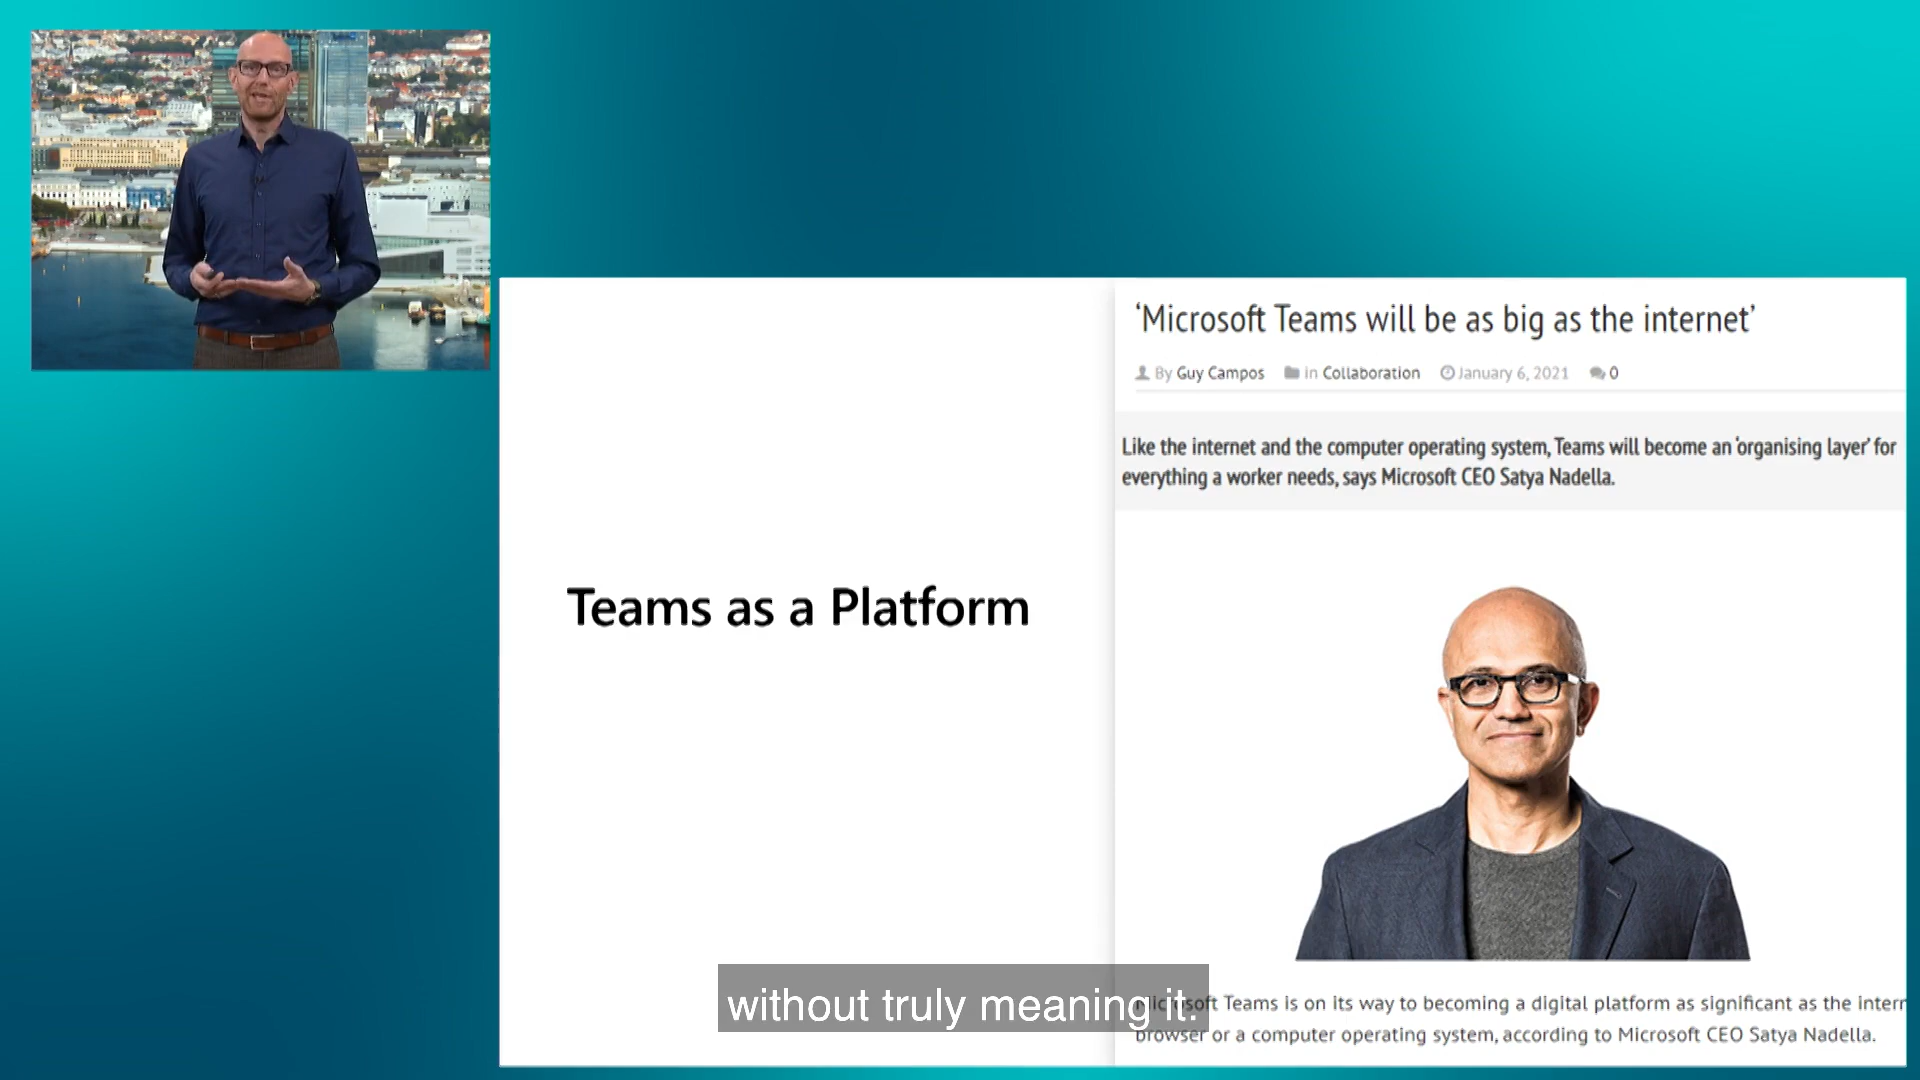 'Microsoft Teams will be as big as the internet'
By Guy Campos in Collaboration January 6, 2021 0
Like the internet and the computer operating system, Teams will become an 'organising layer' for
everything a worker needs, says Microsoft CEO Satya Nadella.
Teams as a Platform
without truly meaning it.
Microsoft Teams is on its way to becoming a digital platform as significant as the intern
browser or a computer operating system, according to Microsoft CEO Satya Nadella.